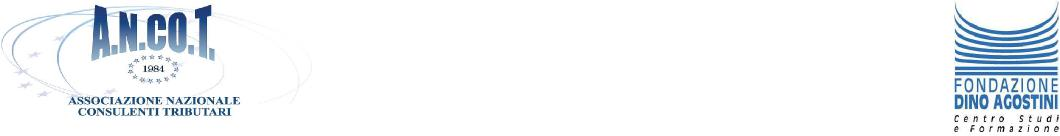 A.N.CO.T.
1984
ASSOCIAZIONE NAZIONALE
CONSULENTI TRIBUTARI
FONDAZIONE
DINO AGOSTINI
Centro Studi
e Formazione